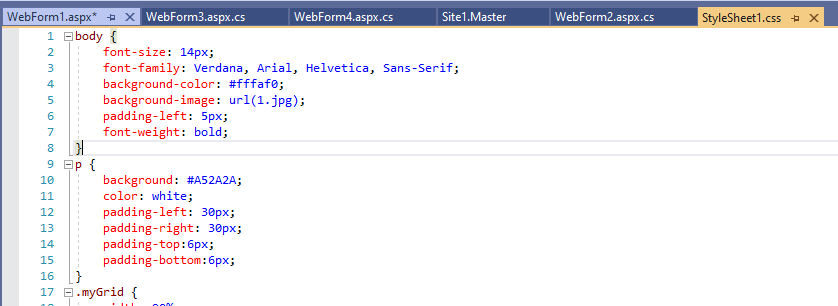 WebForm1.aspx* WebForm3.aspx.cs WebForm4.aspx.cs Site1.Master WebForm2.aspx.cs StyleSheet1.css
1 body {
2 font-size: 14px;
3 font-family: Verdana, Arial, Helvetica, Sans-Serif;
4 background-color: #fffaf0;
5 background-image: url(1.jpg);
6 padding-left: 5px;
7 font-weight: bold;
8 }
9 p {
10 background: #A52A2A;
11 color: white;
12 padding-left: 30px;
13 padding-right: 30px;
14 padding-top:6px;
15 padding-bottom:6px;
16 }
17 .myGrid {